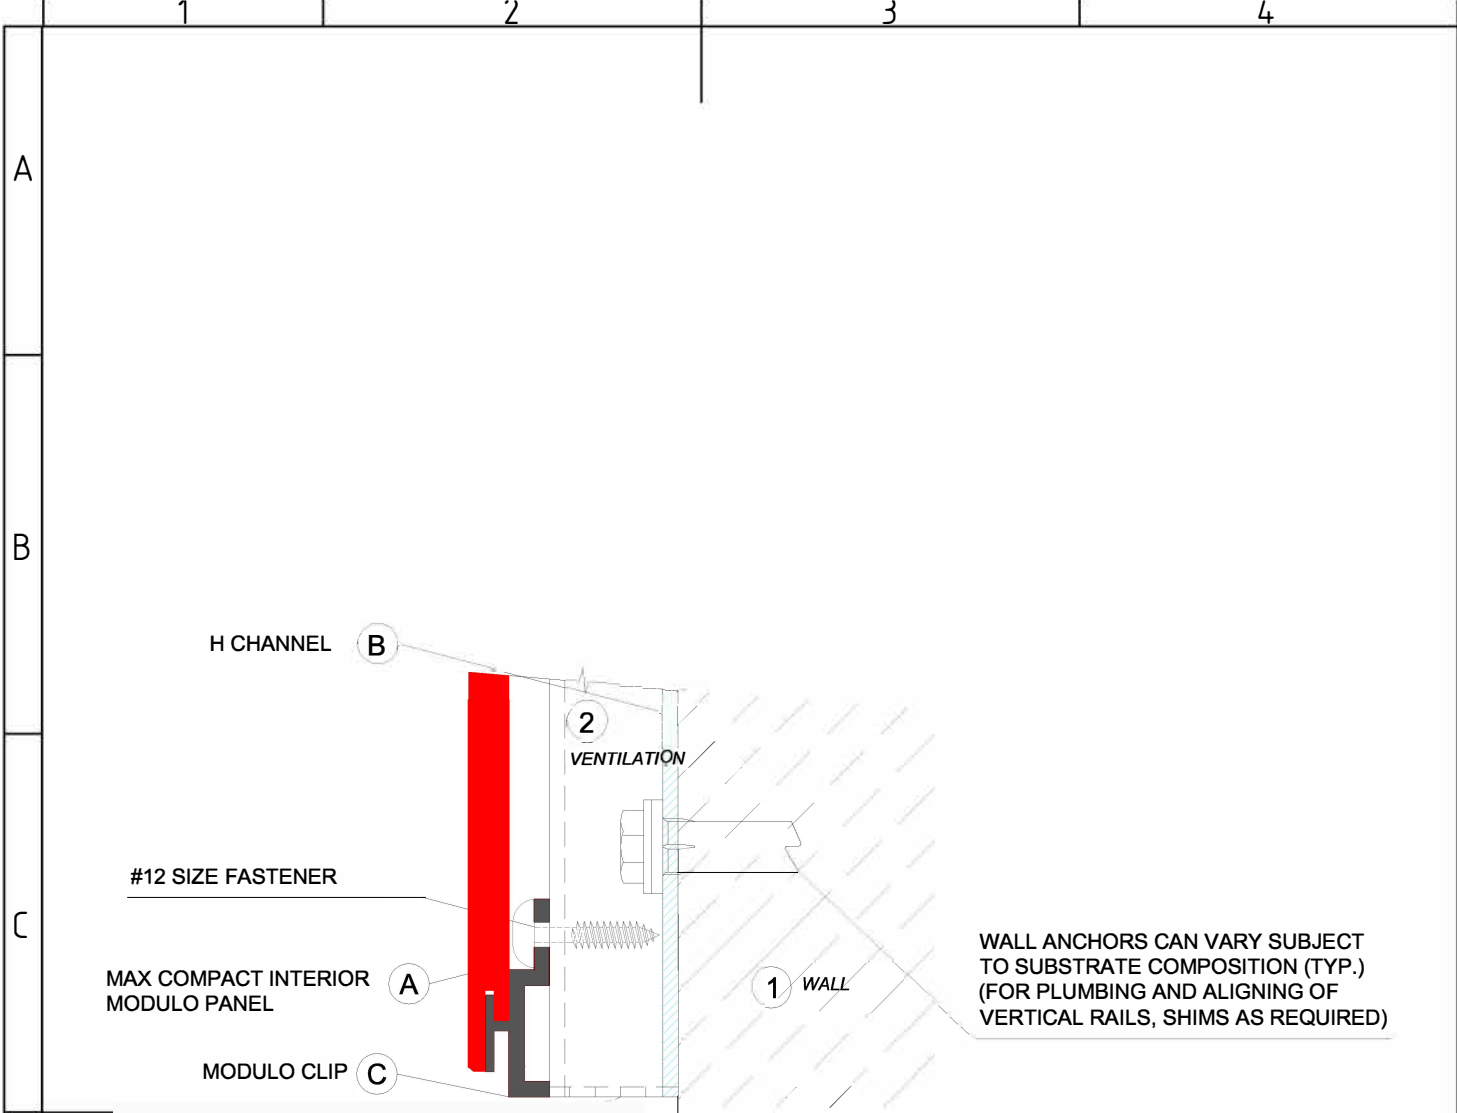 1 2 3 4
A
B
H CHANNEL B
2
VENTILATION
#12 SIZE FASTENER
C
MAX COMPACT INTERIOR
MODULO PANEL
A
1 WALL
WALL ANCHORS CAN VARY SUBJECT
TO SUBSTRATE COMPOSITION (TYP.)
(FOR PLUMBING AND ALIGNING OF
VERTICAL RAILS, SHIMS AS REQUIRED)
MODULO CLIP C